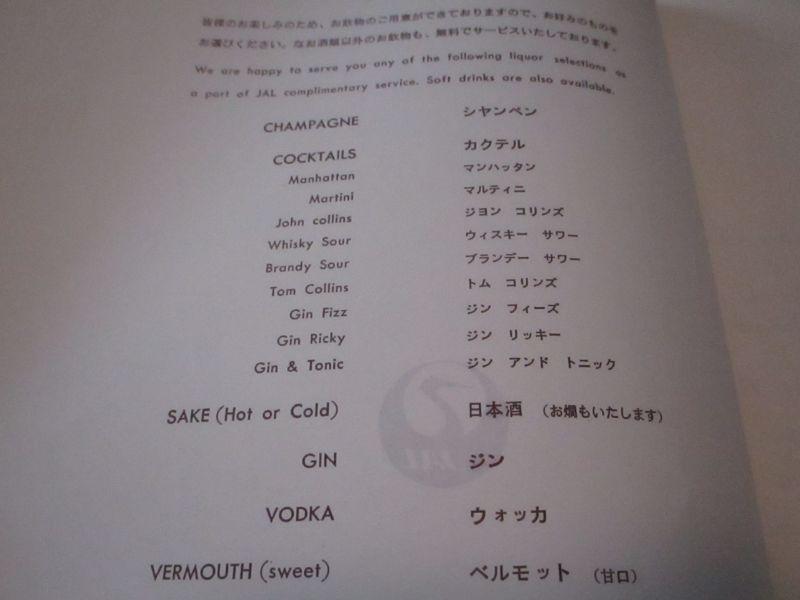 皆様のお楽しみのため、お飲物のご用意ができておりますので、お好みのものを
お選びください。なお酒類以外のお飲物も、無料でサービスいたしております。
We are happy to serve you any of the following liquor selections as
a part of JAL complimentary service. Soft drinks are also available.
CHAMPAGNE シャンペン
COCKTAILS カクテル
Manhattan マンハッタン
Martini マルティニ
John collins ジョン コリンズ
Whisky Sour ウィスキー サワー
Brandy Sour ブランデー サワー
Tom Collins トム コリンズ
Gin Fizz ジン フィーズ
Gin Ricky ジン リッキー
Gin & Tonic ジン アンド トニック
SAKE (Hot or Cold) 日本酒 (お燗もいたします)
GIN ジン
VODKA ウォッカ
VERMOUTH (sweet) ベルモット (甘口)
JAL